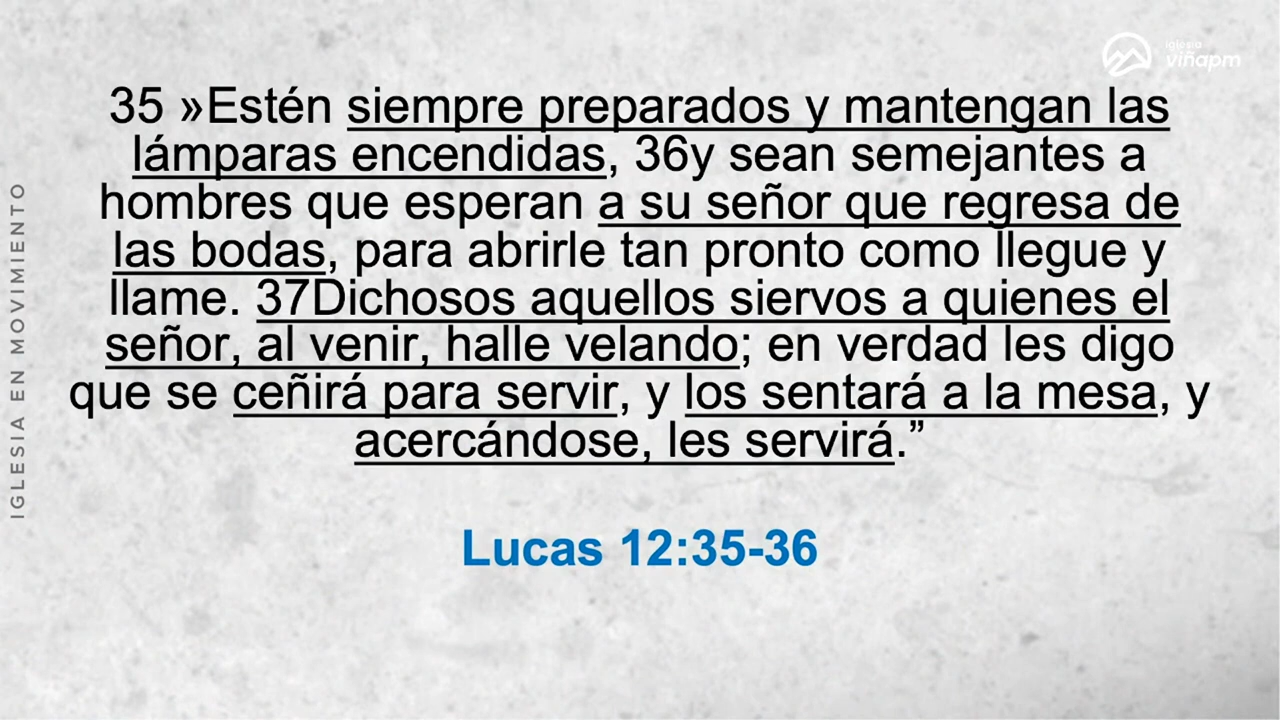 iglesia
viñapm
35 »Estén siempre preparados y mantengan las
lámparas encendidas, 36y sean semejantes a
hombres que esperan a su señor que regresa de
las bodas, para abrirle tan pronto como llegue y
llame. 37Dichosos aquellos siervos a quienes el
señor, al venir, halle velando; en verdad les digo
que se ceñirá para servir, y los sentará a la mesa, y
acercándose, les servirá.”
Lucas 12:35-36
IGLESIA EN MOVIMIENTO